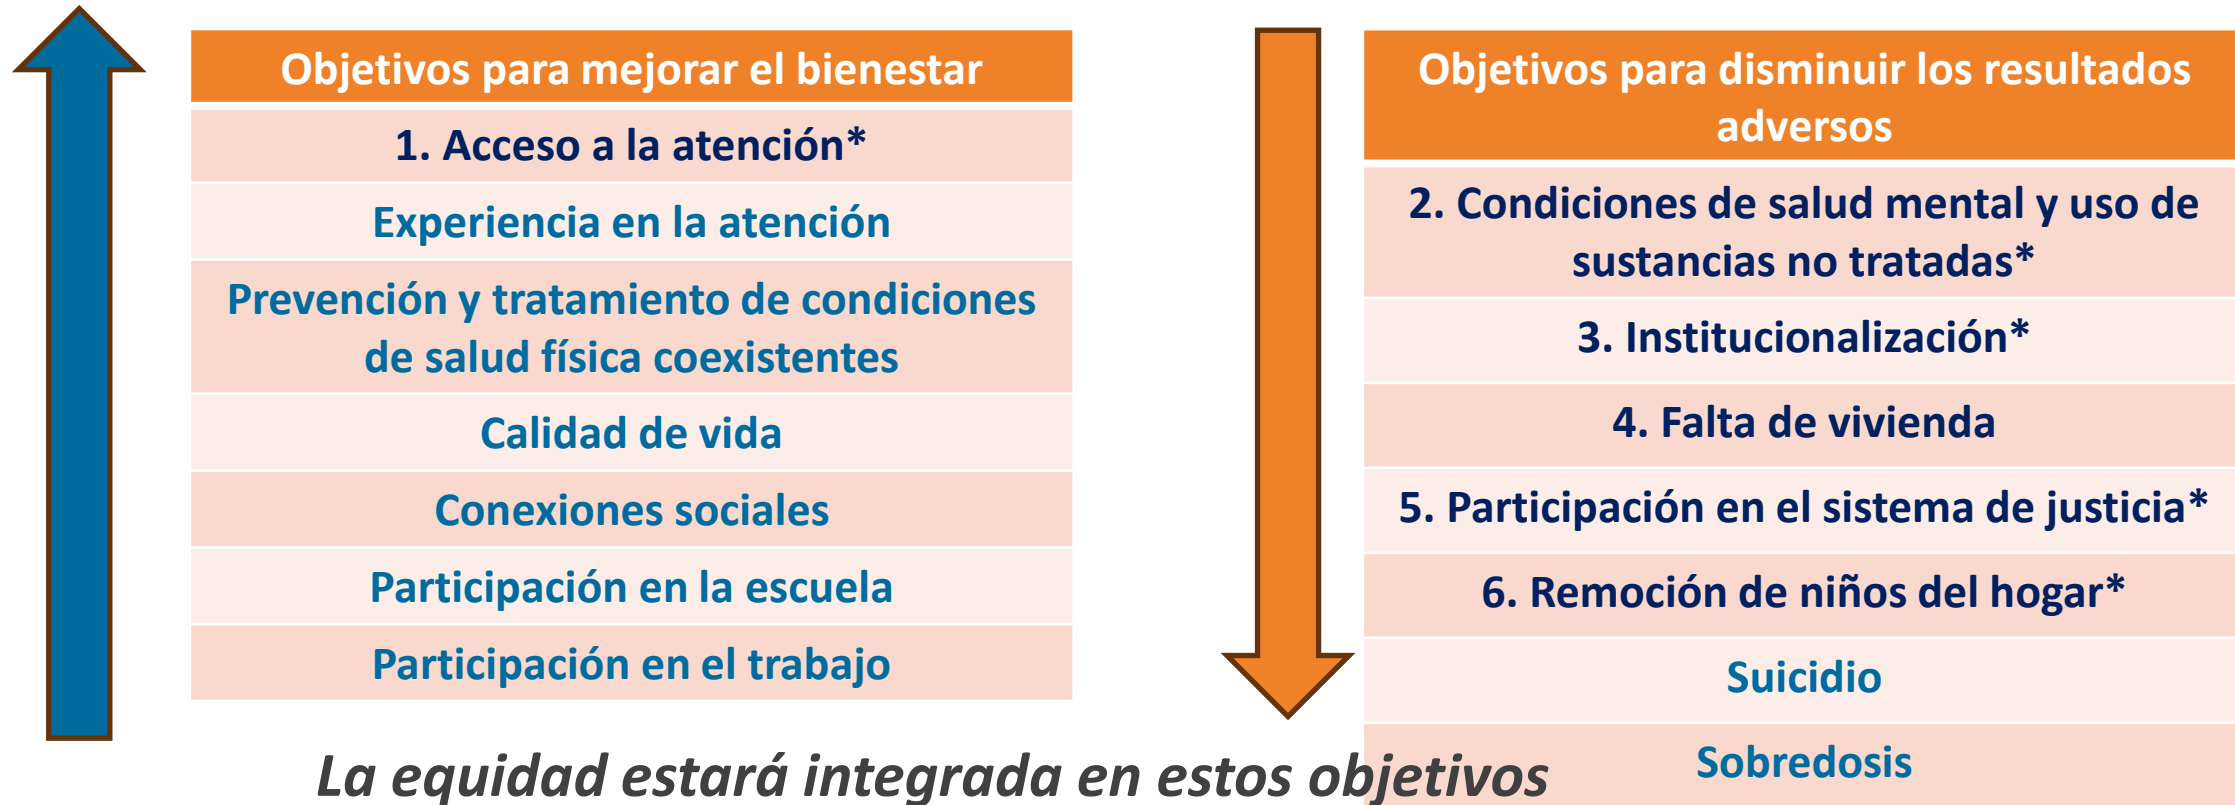 Objetivos para mejorar el bienestar
1. Acceso a la atención*
Experiencia en la atención
Prevención y tratamiento de condiciones
de salud física coexistentes
Calidad de vida
Conexiones sociales
Participación en la escuela
Participación en el trabajo
Objetivos para disminuir los resultados
adversos
2. Condiciones de salud mental y uso de
sustancias no tratadas*
3. Institucionalización*
4. Falta de vivienda
5. Participación en el sistema de justicia*
6. Remoción de niños del hogar*
Suicidio
Sobredosis
La equidad estará integrada en estos objetivos